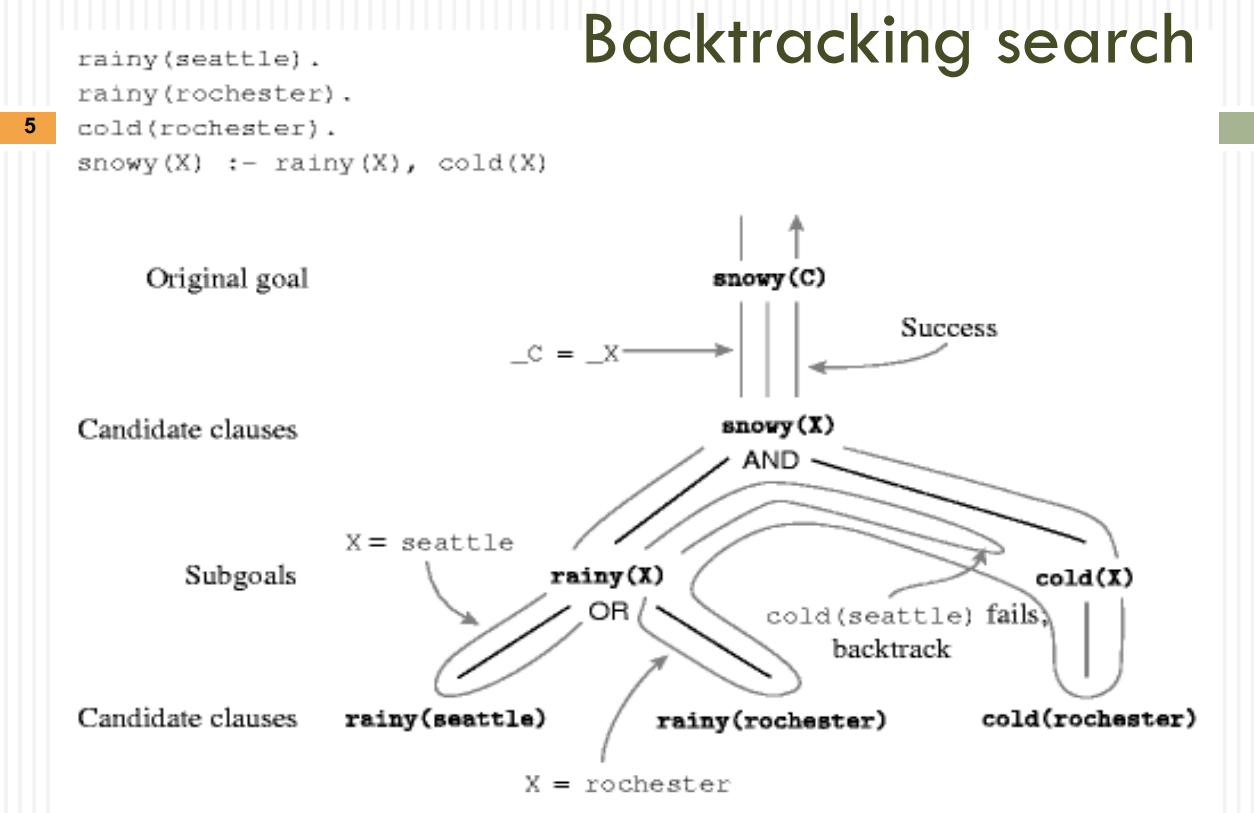 Backtracking search
rainy(seattle).
rainy(rochester).
5
cold(rochester).
snowy(X) :- rainy(X), cold(X)
Original goal
snowy(C)
Success
_C = _X
Candidate clauses
snowy(X)
AND
X = seattle
Subgoals
rainy(X)
cold(X)
OR
cold(seattle) fails,
backtrack
Candidate clauses
rainy(seattle)
rainy(rochester)
cold(rochester)
X = rochester